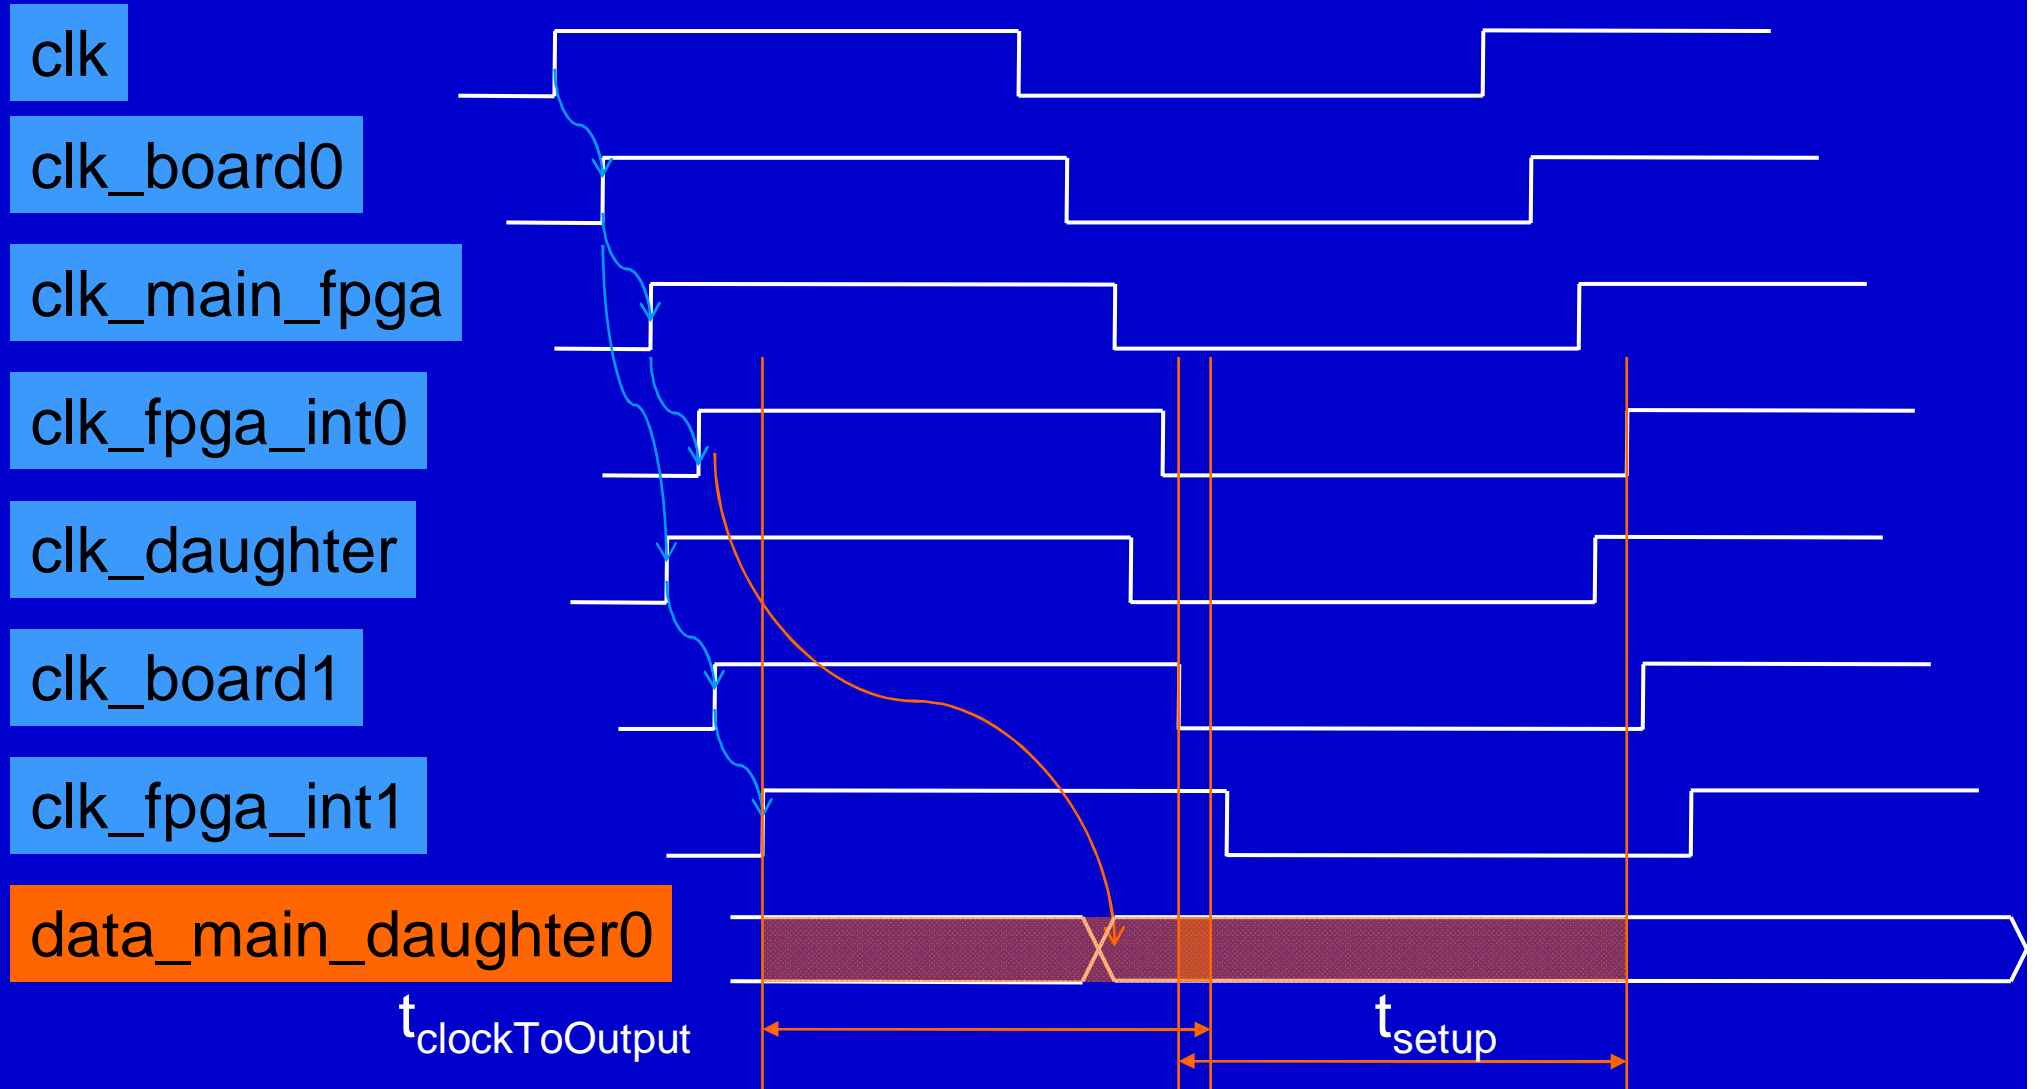 clk
clk_board0
clk_main_fpga
clk_fpga_int0
clk_daughter
clk_board1
clk_fpga_int1
data_main_daughter0
tclockToOutput
tsetup